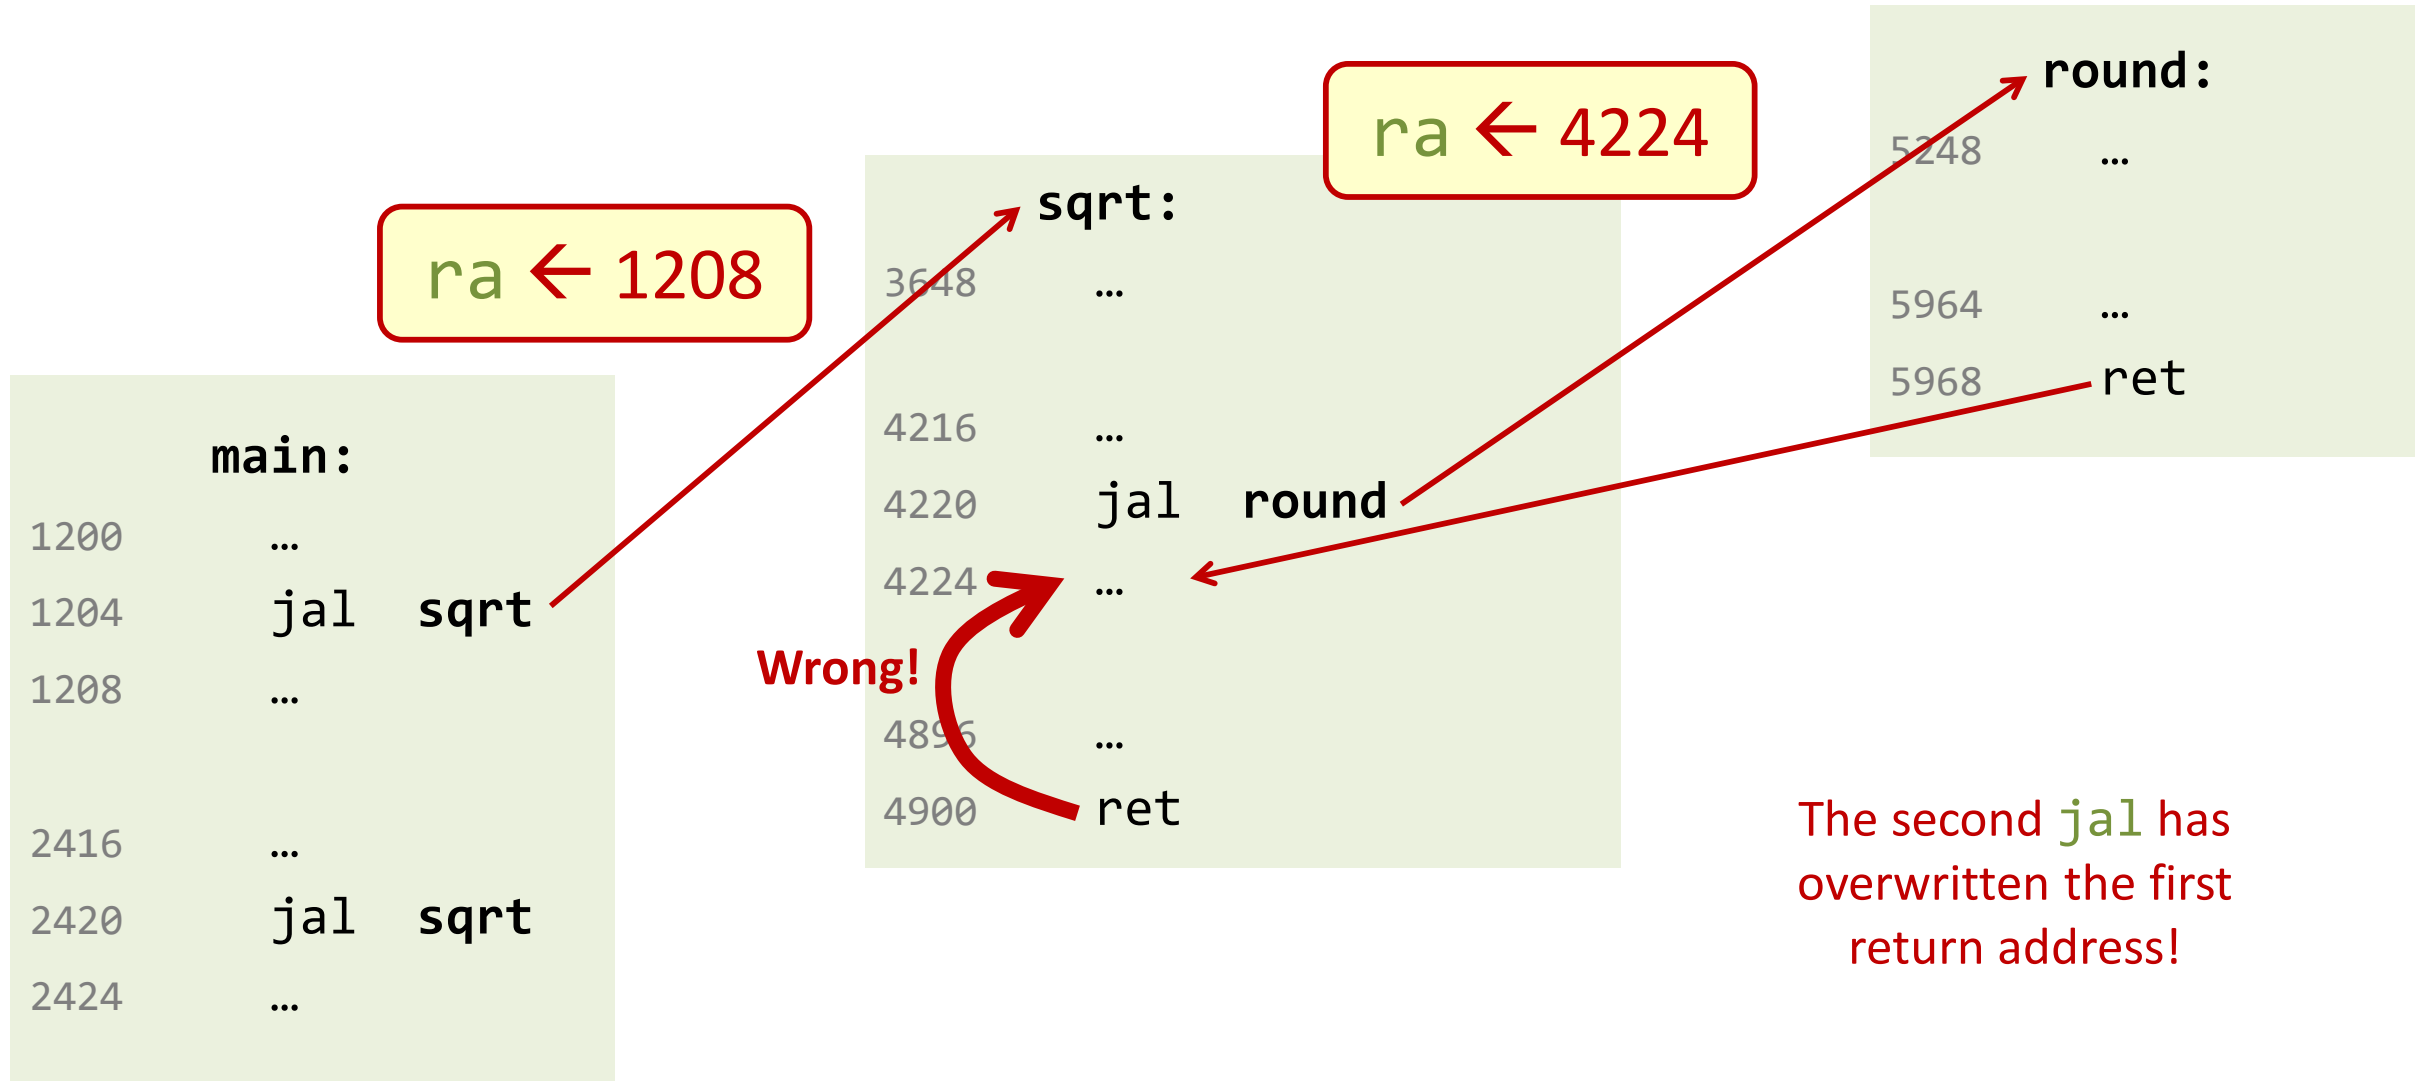 ra ← 1208
main:
1200 …
1204 jal sqrt
1208 …
2416 …
2420 jal sqrt
2424 …
ra ← 4224
sqrt:
3648 …
4216 …
4220 jal round
4224 …
Wrong!
4896 …
4900 ret
round:
5248 …
5964 …
5968 ret
The second jal has
overwritten the first
return address!